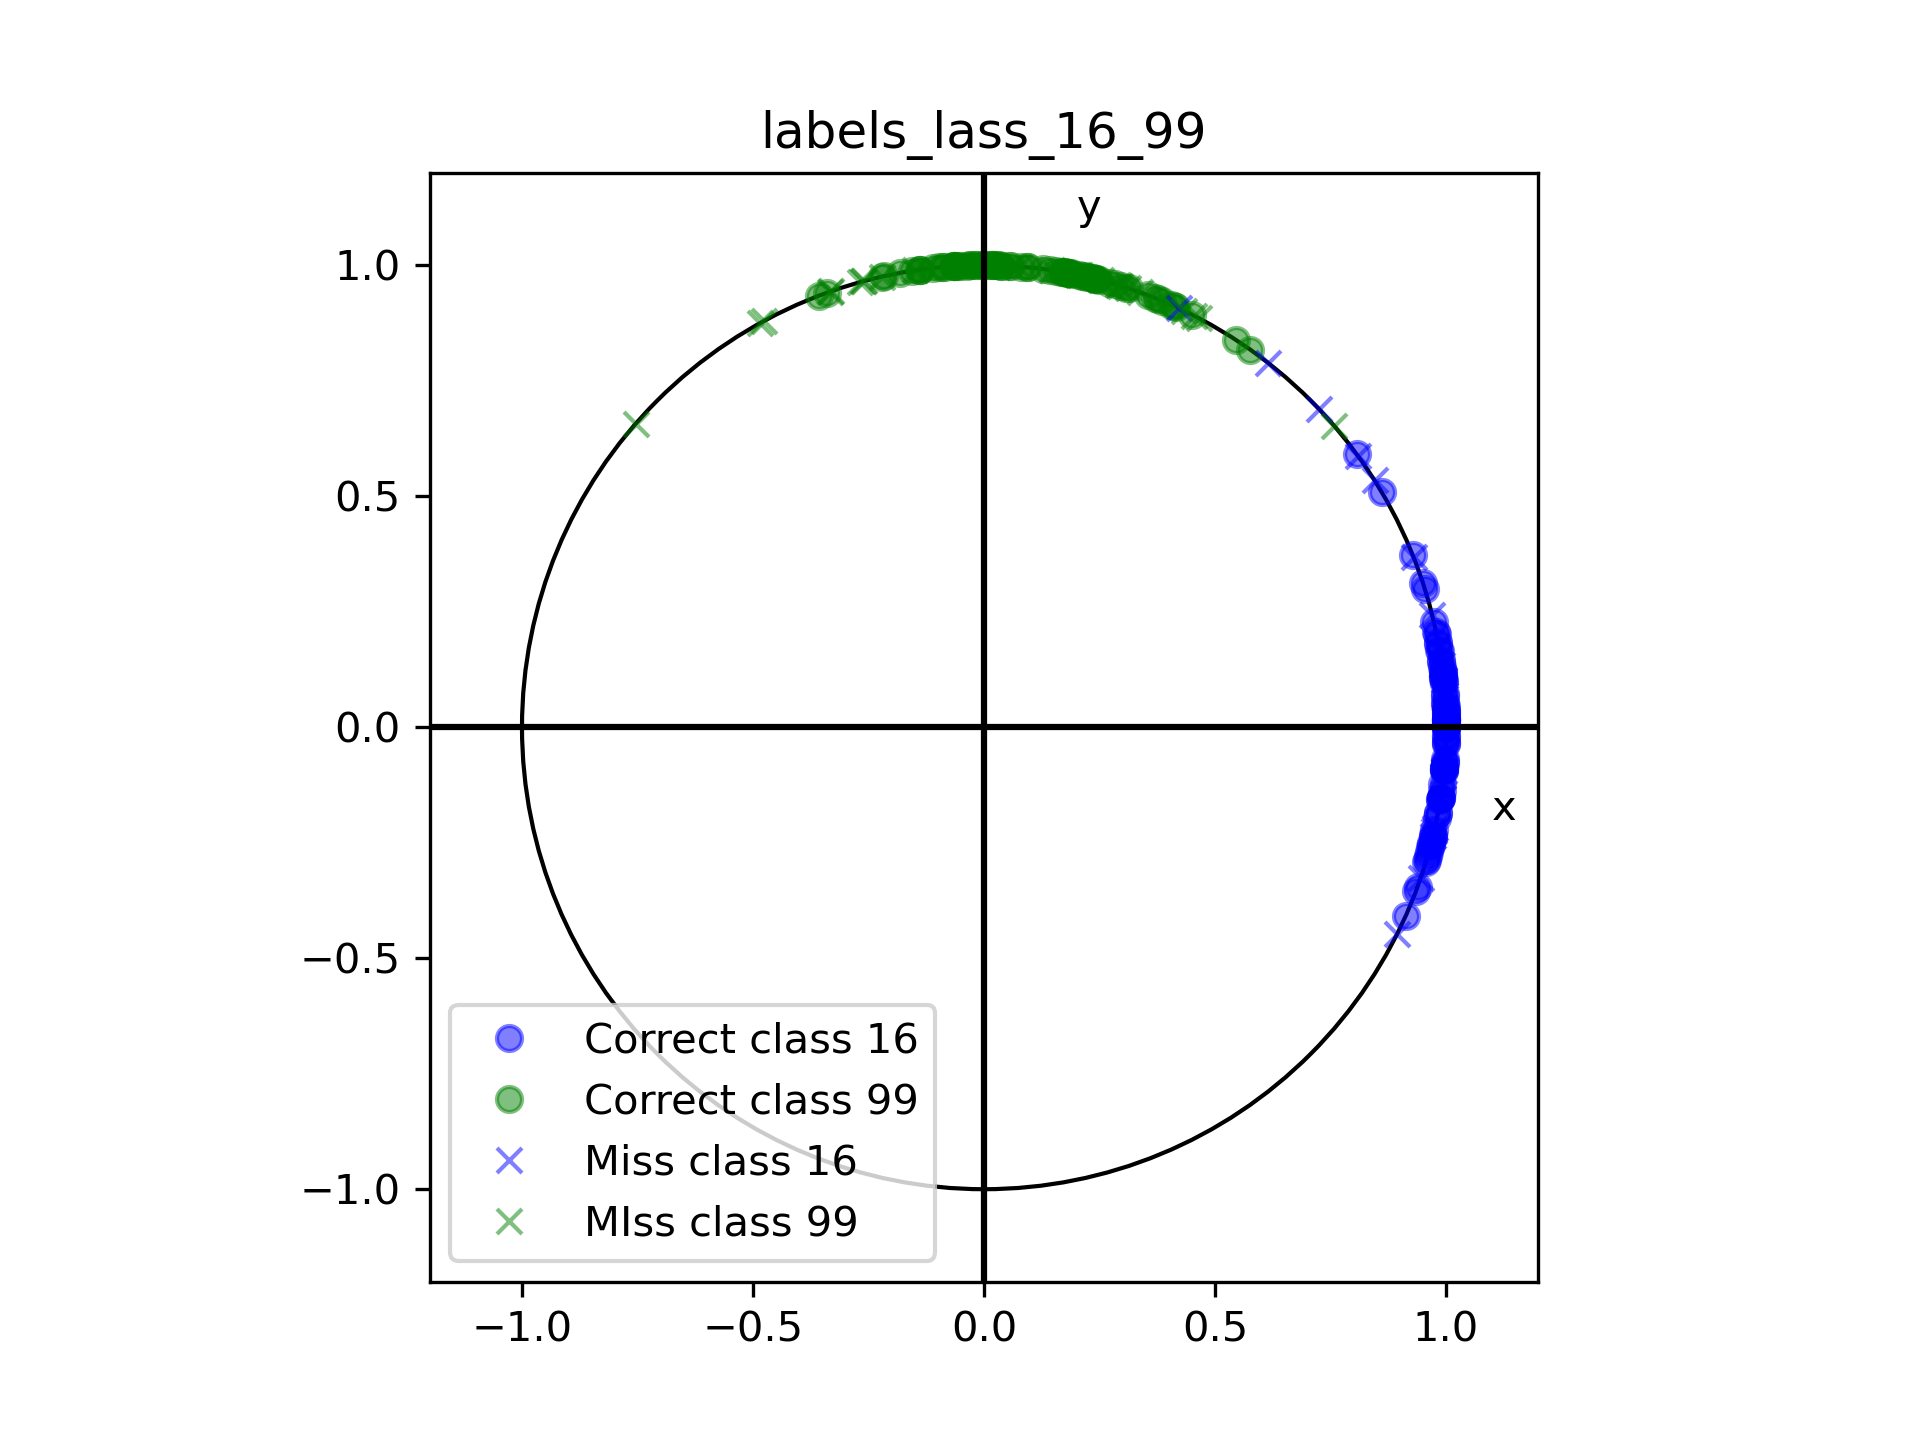 labels_lass_16_99
y
1.0
0.5
0.0
−0.5
−1.0
x
Correct class 16
Correct class 99
Miss class 16
MIss class 99
−1.0 −0.5 0.0 0.5 1.0